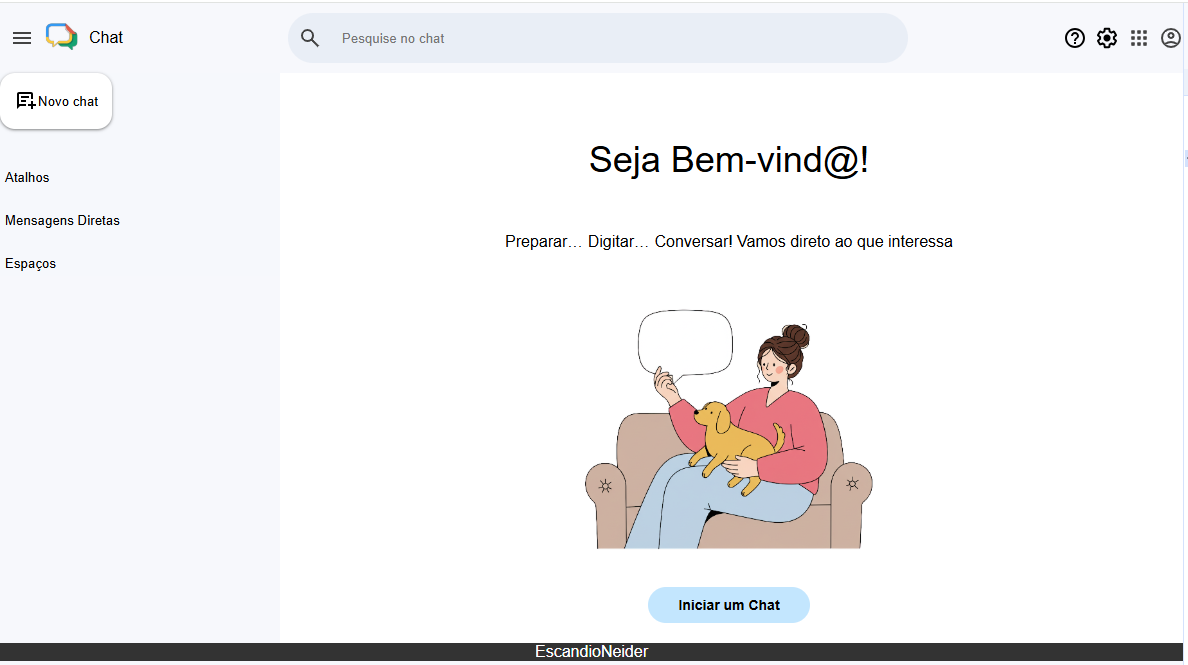 Chat
Pesquise no chat
Novo chat
Atalhos
Mensagens Diretas
Espaços
Seja Bem-vind@!
Preparar… Digitar… Conversar! Vamos direto ao que interessa
Iniciar um Chat
EscandioNeider